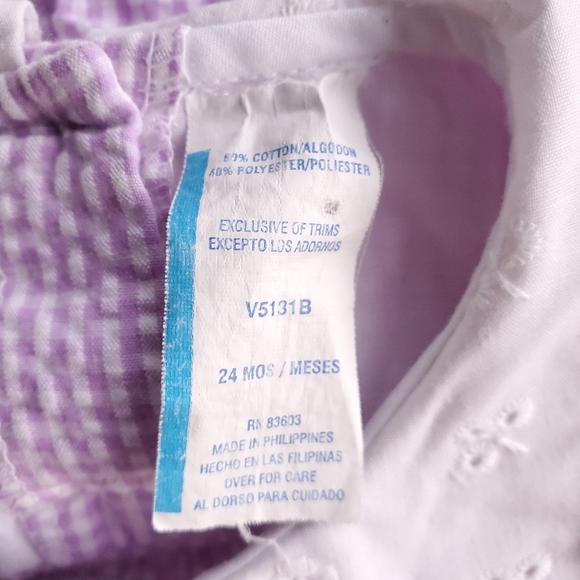 60% COTTON/ALGODON
40% POLYESTER/POLIESTER
EXCLUSIVE OF TRIMS
EXCEPTO LOS ADORNOS
V5131B
24 MOS / MESES
RN 83603
MADE IN PHILIPPINES
HECHO EN LAS FILIPINAS
OVER FOR CARE
AL DORSO PARA CUIDADO